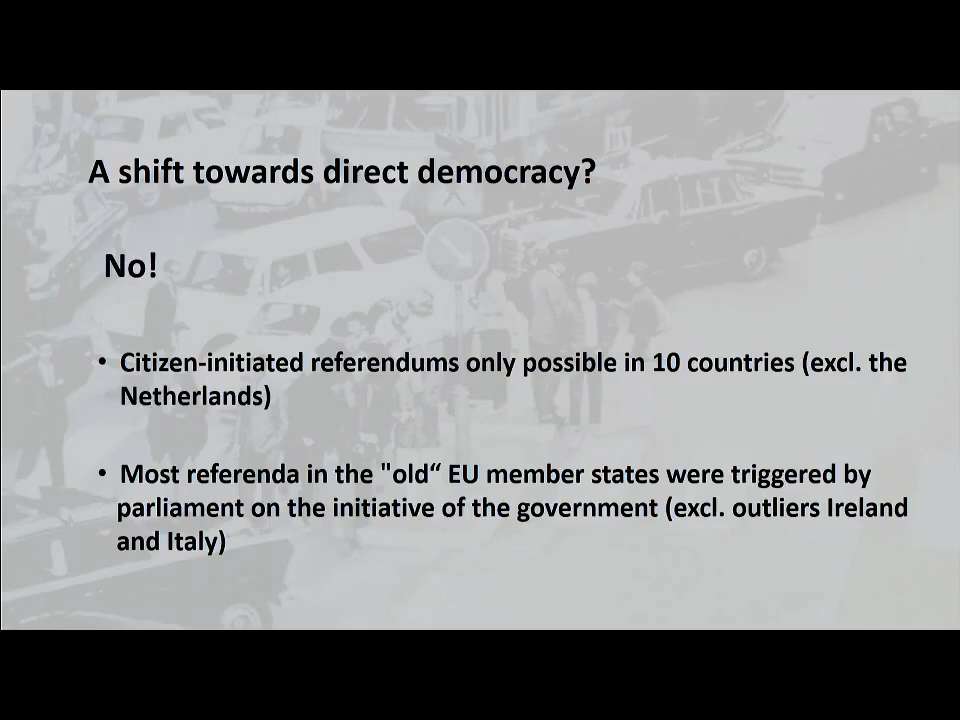 A shift towards direct democracy?
No!
• Citizen-initiated referendums only possible in 10 countries (excl. the
Netherlands)
• Most referenda in the "old“ EU member states were triggered by
parliament on the initiative of the government (excl. outliers Ireland
and Italy)